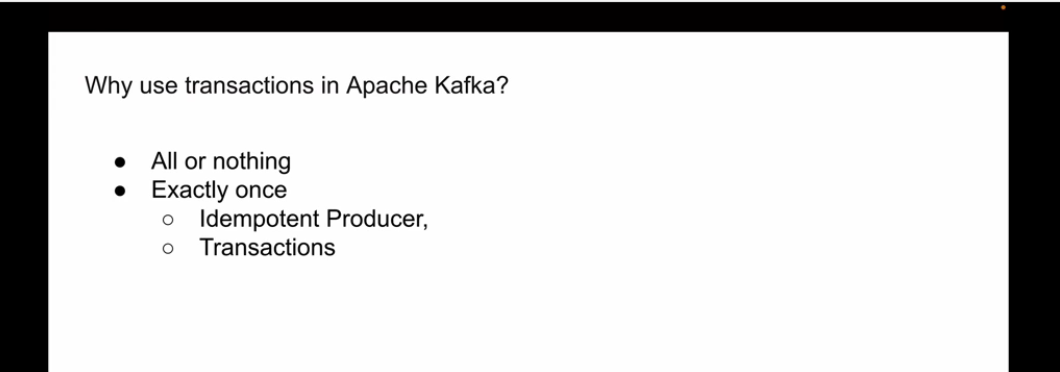 Why use transactions in Apache Kafka?
● All or nothing
● Exactly once
○ Idempotent Producer,
○ Transactions